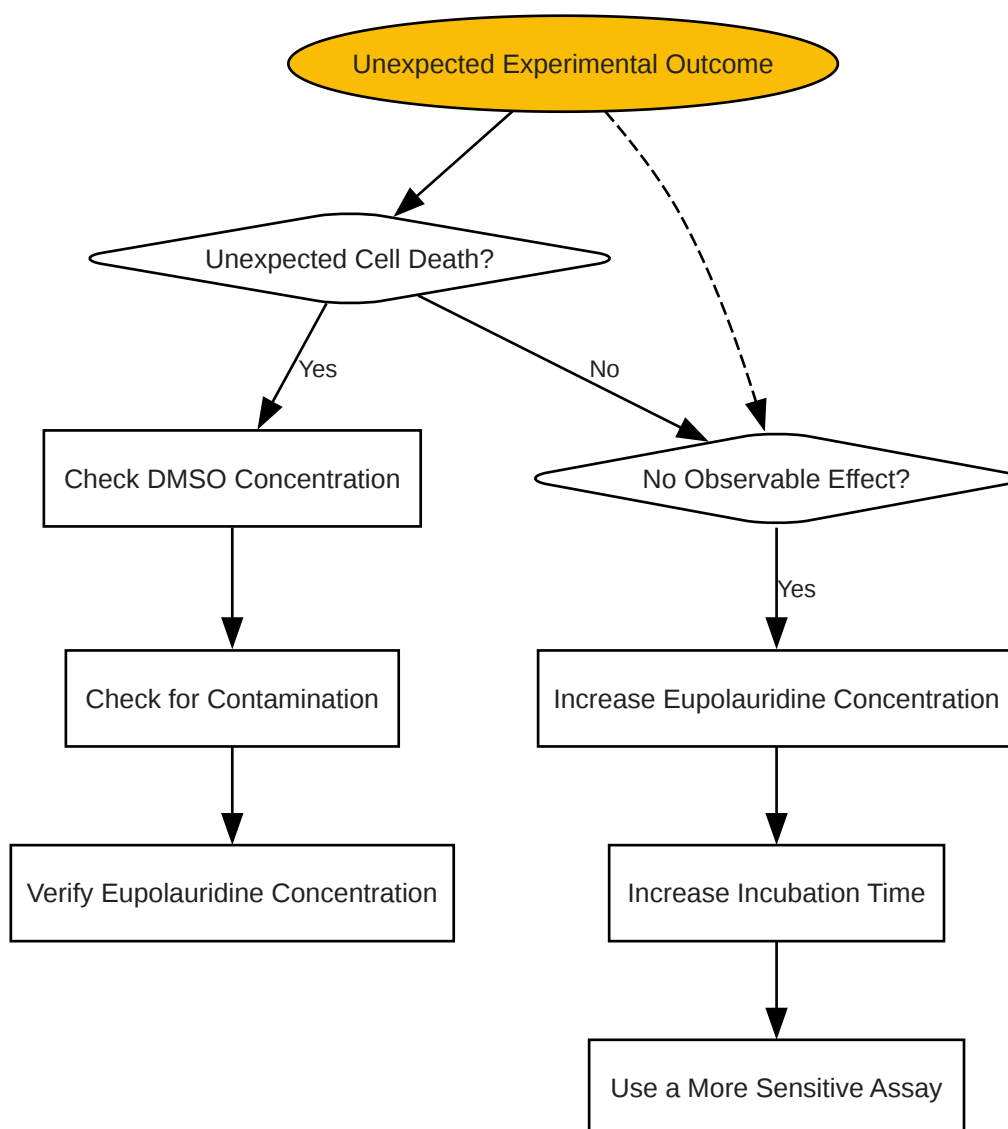 Unexpected Experimental Outcome
Unexpected Cell Death?
Yes
No
Check DMSO Concentration
No Observable Effect?
Yes
Check for Contamination
Increase Eupolauridine Concentration
Verify Eupolauridine Concentration
Increase Incubation Time
Use a More Sensitive Assay